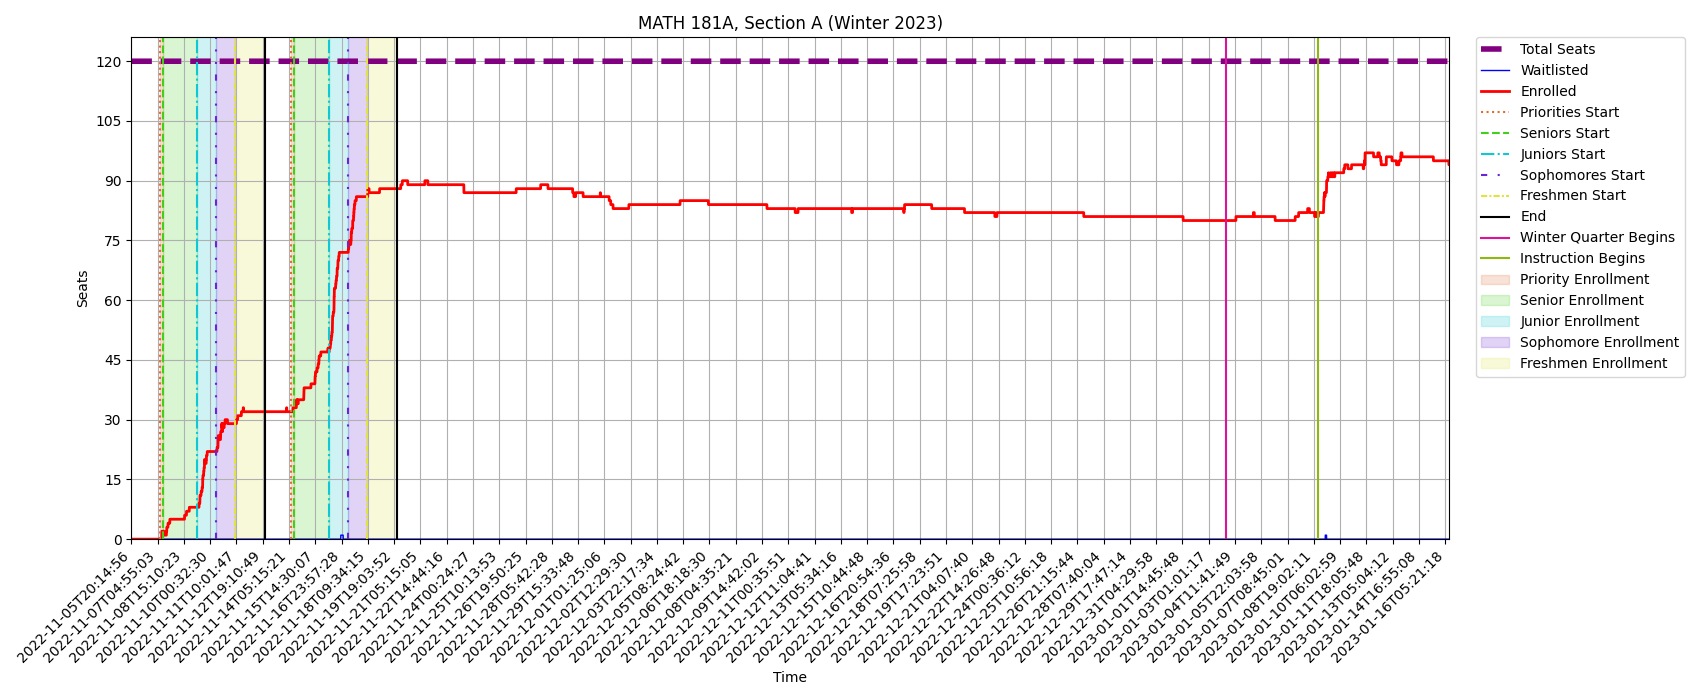 MATH 181A, Section A (Winter 2023)
120
105
90
75
60
45
30
15
0
Seats
2022-11-05T20:14:56
2022-11-07T04:55:03
2022-11-08T15:10:23
2022-11-10T00:32:30
2022-11-11T10:01:47
2022-11-12T19:10:49
2022-11-14T05:15:21
2022-11-15T14:30:07
2022-11-16T23:57:28
2022-11-18T09:34:15
2022-11-19T19:03:52
2022-11-21T05:15:05
2022-11-22T14:44:16
2022-11-24T00:24:27
2022-11-25T10:13:53
2022-11-26T19:50:25
2022-11-28T05:42:28
2022-11-29T15:33:48
2022-12-01T01:25:06
2022-12-02T12:29:30
2022-12-03T22:17:34
2022-12-05T08:24:42
2022-12-06T18:18:30
2022-12-08T04:35:21
2022-12-09T14:42:02
2022-12-11T00:35:51
2022-12-12T11:04:41
2022-12-13T05:34:16
2022-12-15T10:44:48
2022-12-16T20:54:36
2022-12-18T07:25:58
2022-12-19T17:23:51
2022-12-21T04:07:40
2022-12-22T14:26:48
2022-12-24T00:36:12
2022-12-25T10:56:18
2022-12-26T21:15:44
2022-12-28T07:40:04
2022-12-29T17:47:14
2022-12-31T04:29:58
2023-01-01T14:45:48
2023-01-03T01:01:17
2023-01-04T11:41:49
2023-01-05T22:03:58
2023-01-07T08:45:01
2023-01-08T19:02:11
2023-01-10T06:02:59
2023-01-11T18:05:48
2023-01-13T05:04:12
2023-01-14T16:55:08
2023-01-16T05:21:18
Time
Total Seats
Waitlisted
Enrolled
Priorities Start
Seniors Start
Juniors Start
Sophomores Start
Freshmen Start
End
Winter Quarter Begins
Instruction Begins
Priority Enrollment
Senior Enrollment
Junior Enrollment
Sophomore Enrollment
Freshmen Enrollment